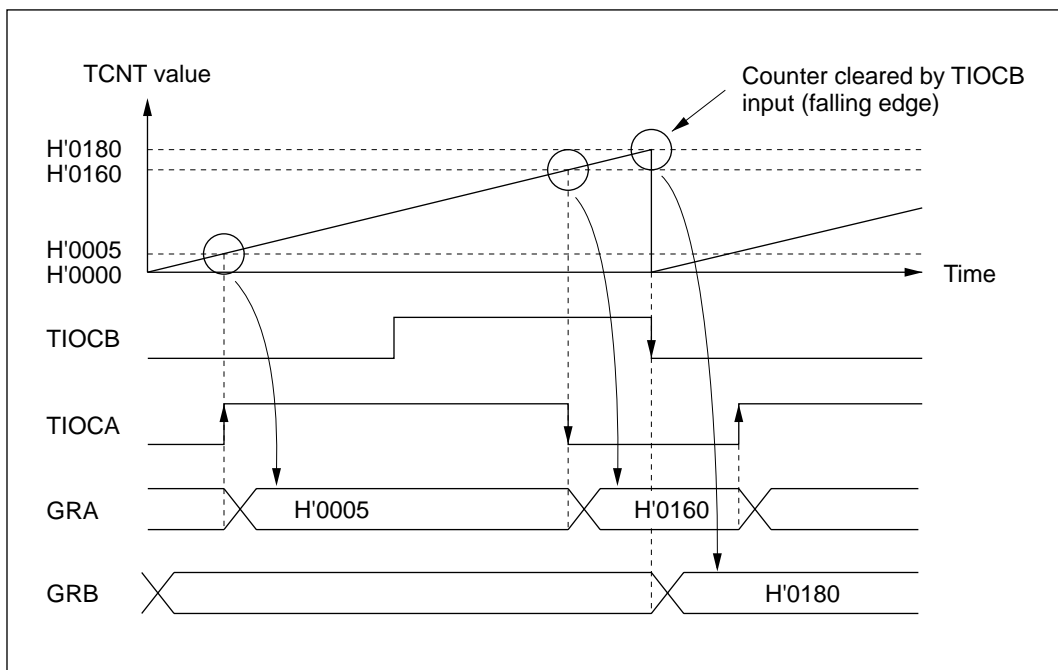 TCNT value
Counter cleared by TIOCB
input (falling edge)
H'0180
H'0160
H'0005
H'0000
Time
TIOCB
TIOCA
GRA
H'0005
H'0160
GRB
H'0180